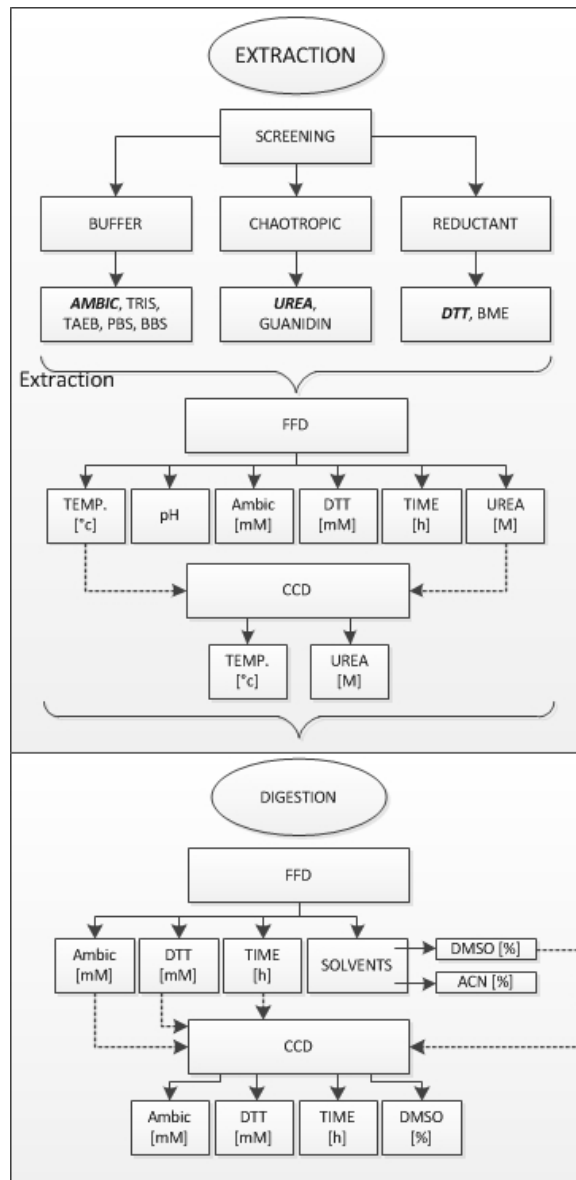 EXTRACTION
SCREENING
BUFFER
CHAOTROPIC
REDUCTANT
AMBIC, TRIS,
TAEB, PBS, BBS
UREA,
GUANIDIN
DTT, BME
Extraction
FFD
TEMP.
[°c]
pH
Ambic
[mM]
DTT
[mM]
TIME
[h]
UREA
[M]
CCD
TEMP.
[°c]
UREA
[M]
DIGESTION
FFD
Ambic
[mM]
DTT
[mM]
TIME
[h]
SOLVENTS
DMSO [%]
ACN [%]
CCD
Ambic
[mM]
DTT
[mM]
TIME
[h]
DMSO
[%]